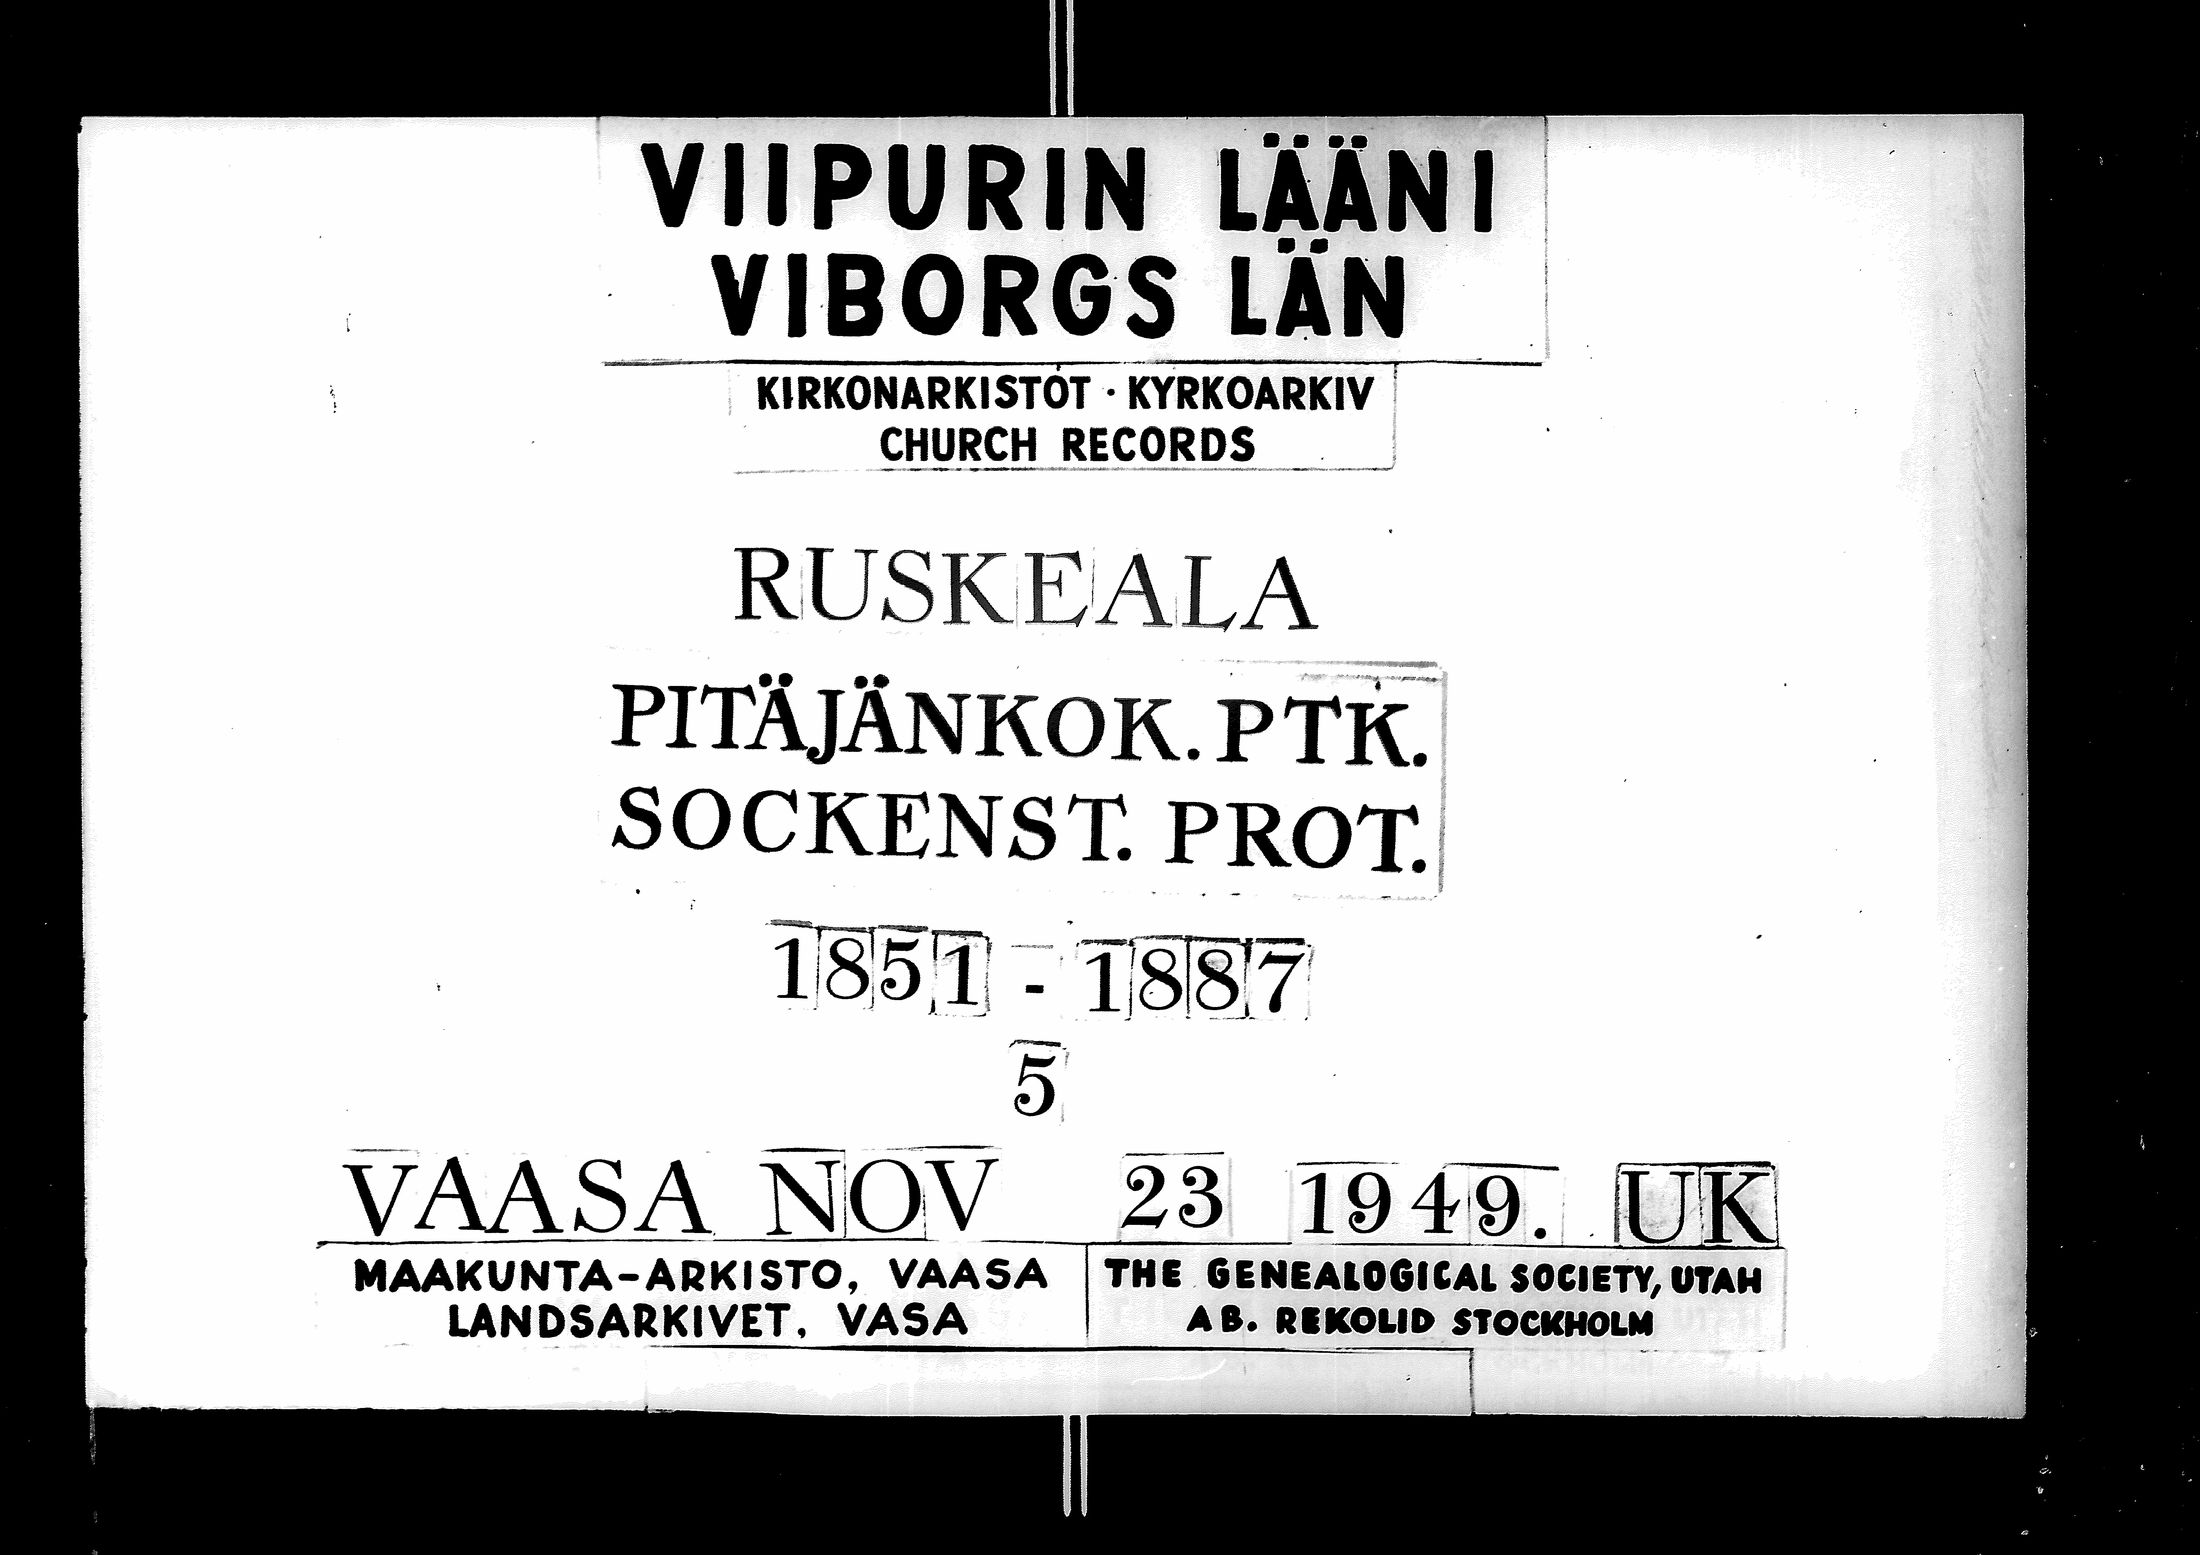 VIIPURIN LÄÄNI
VIBORGS LÄN
KIRKONARKISTOT · KYRKOARKIV
CHURCH RECORDS
RUSKEALA
PITÄJÄNKOK. PTK.
SOCKENST. PROT.
1851 - 1887
5
VAASA NOV 23 1949. UK
MAAKUNTA-ARKISTO, VAASA
LANDSARKIVET, VASA
THE GENEALOGICAL SOCIETY, UTAH
AB. REKOLID STOCKHOLM